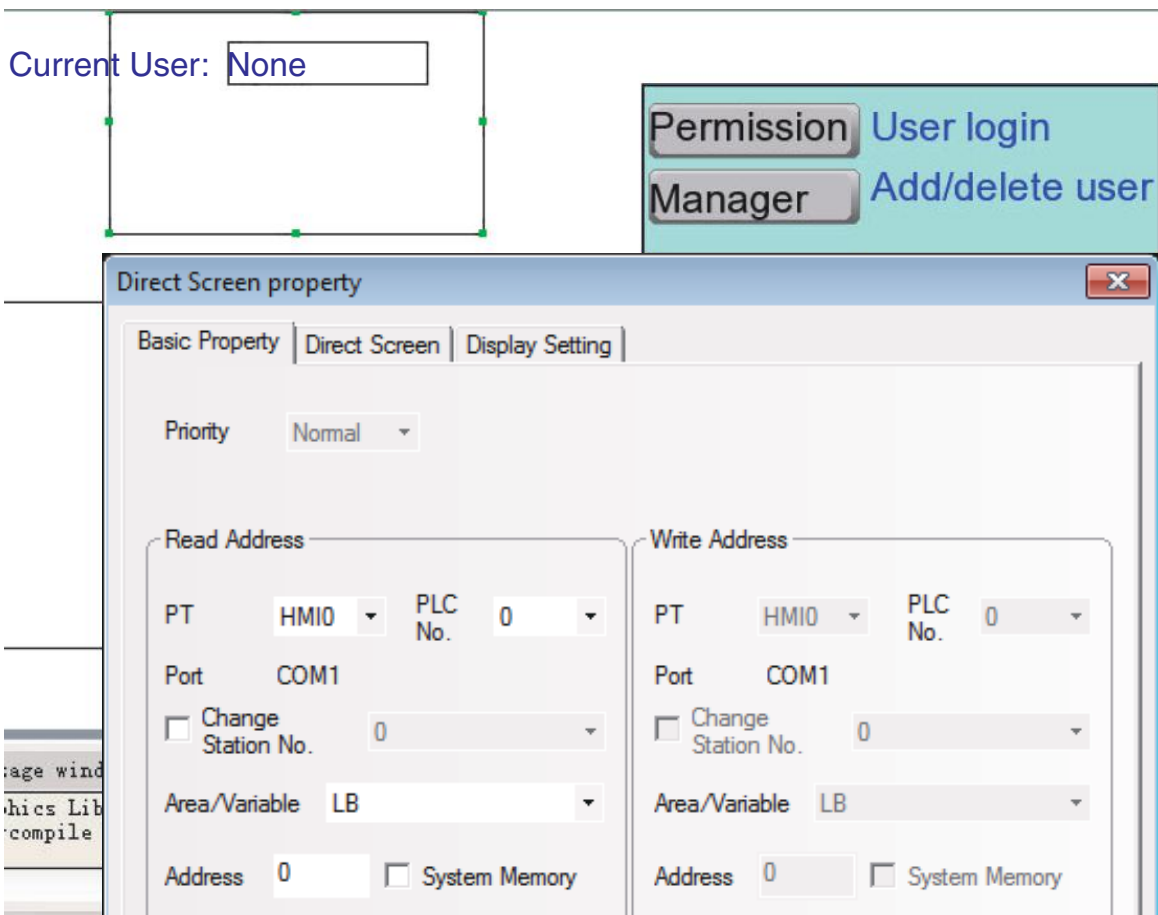 Current User: None
Permission User login
Manager Add/delete user
Direct Screen property
Basic Property Direct Screen Display Setting
Priority Normal
Read Address Write Address
PT HMI0 PLC No. 0 PT HMI0 PLC No. 0
Port COM1 Port COM1
Change Station No. 0 Change Station No. 0
Area/Variable LB Area/Variable LB
Address 0 System Memory Address 0 System Memory
compile